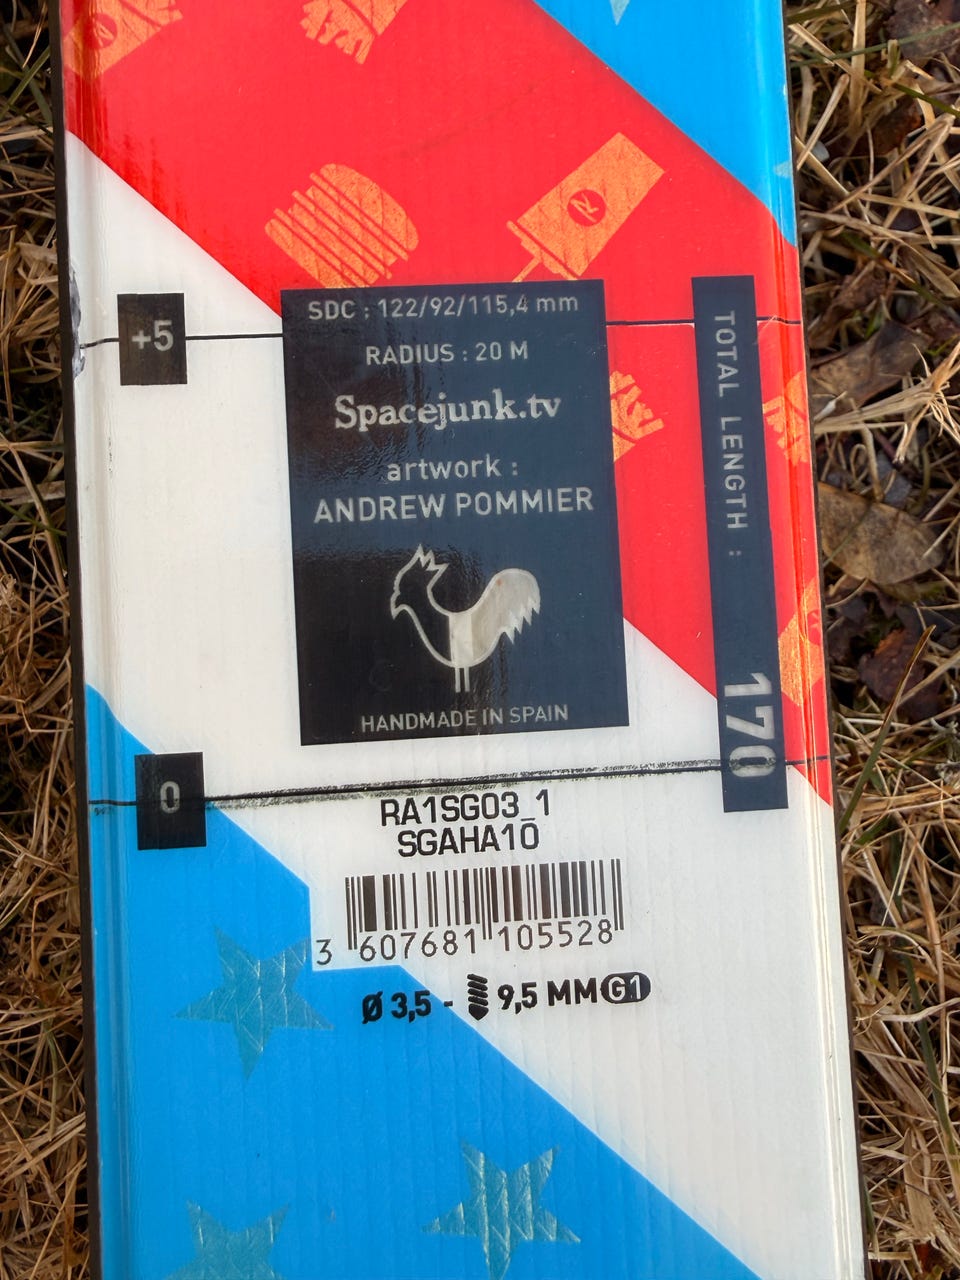 SDC : 122/92/115,4 mm
RADIUS : 20 M
Spacejunk.tv
artwork :
ANDREW POMMIER
HANDMADE IN SPAIN
TOTAL LENGTH : 170
+5
0
RA1SG03_1
SGAHA10
3 607681 105528
Ø 3,5 - 9,5 MM G1